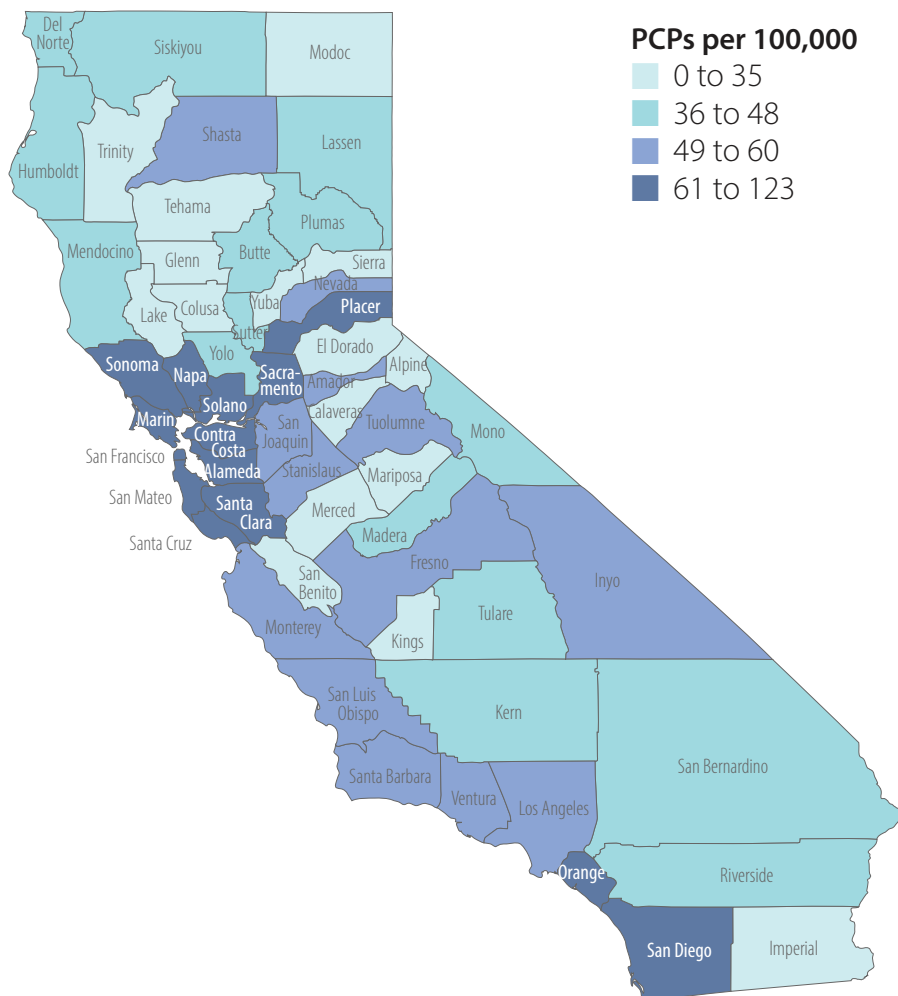 PCPs per 100,000
0 to 35
36 to 48
49 to 60
61 to 123
Del
Norte
Siskiyou
Modoc
Shasta
Lassen
Trinity
Humboldt
Tehama
Plumas
Mendocino
Butte
Glenn
Sierra
Nevada
Yuba
Placer
Colusa
Lake
Sutter
El Dorado
Yolo
Alpine
Sonoma
Napa
Sacra-
mento
Amador
Solano
Calaveras
Marin
San
Joaquin
Tuolumne
Mono
Contra
Costa
San Francisco
Alameda
Stanislaus
Mariposa
San Mateo
Santa
Clara
Merced
Santa Cruz
Madera
Fresno
San
Benito
Inyo
Monterey
Kings
Tulare
San Luis
Obispo
Kern
San Bernardino
Santa Barbara
Ventura
Los Angeles
Orange
Riverside
San Diego
Imperial